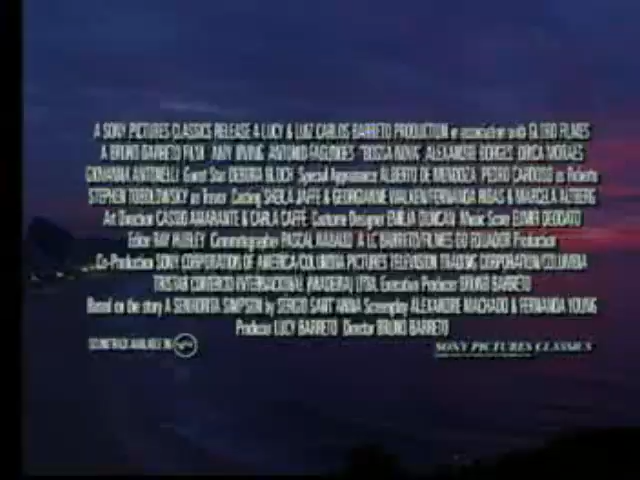 A SONY PICTURES CLASSICS RELEASE A LUCY & LUIZ CARLOS BARRETO PRODUCTION in association with GLOBO FILMES
A BRUNO BARRETO FILM AMY IRVING ANTONIO FAGUNDES "BOSSA NOVA" ALEXANDRE BORGES DRICA MORAES
GIOVANNA ANTONELLI Guest Star DEBORA BLOCH Special Appearance ALBERTO DE MENDOZA PEDRO CARDOSO as Roberto
STEPHEN TOBOLOWSKY as Trevor Casting SHEILA JAFFE & GEORGIANNE WALKEN/FERNANDA RIBAS & MARCELA ALTBERG
Art Director CASSIO AMARANTE & CARLA CAFFE Costume Designer EMILIA DUNCAN Music Score EUMIR DEODATO
Editor RAY HUBLEY Cinematographer PASCAL RABAUD A LC BARRETO/FILMES DO EQUADOR Production
Co-Production SONY CORPORATION OF AMERICA/COLUMBIA PICTURES TELEVISION TRADING CORPORATION/COLUMBIA
TRISTAR COMERCIO INTERNACIONAL (MADEIRA) LTDA. Executive Producer BRUNO BARRETO
Based on the story A SENHORITA SIMPSON by SERGIO SANT'ANNA Screenplay ALEXANDRE MACHADO & FERNANDA YOUNG
Producer LUCY BARRETO Director BRUNO BARRETO
SOUNDTRACK AVAILABLE ON
SONY PICTURES CLASSICS